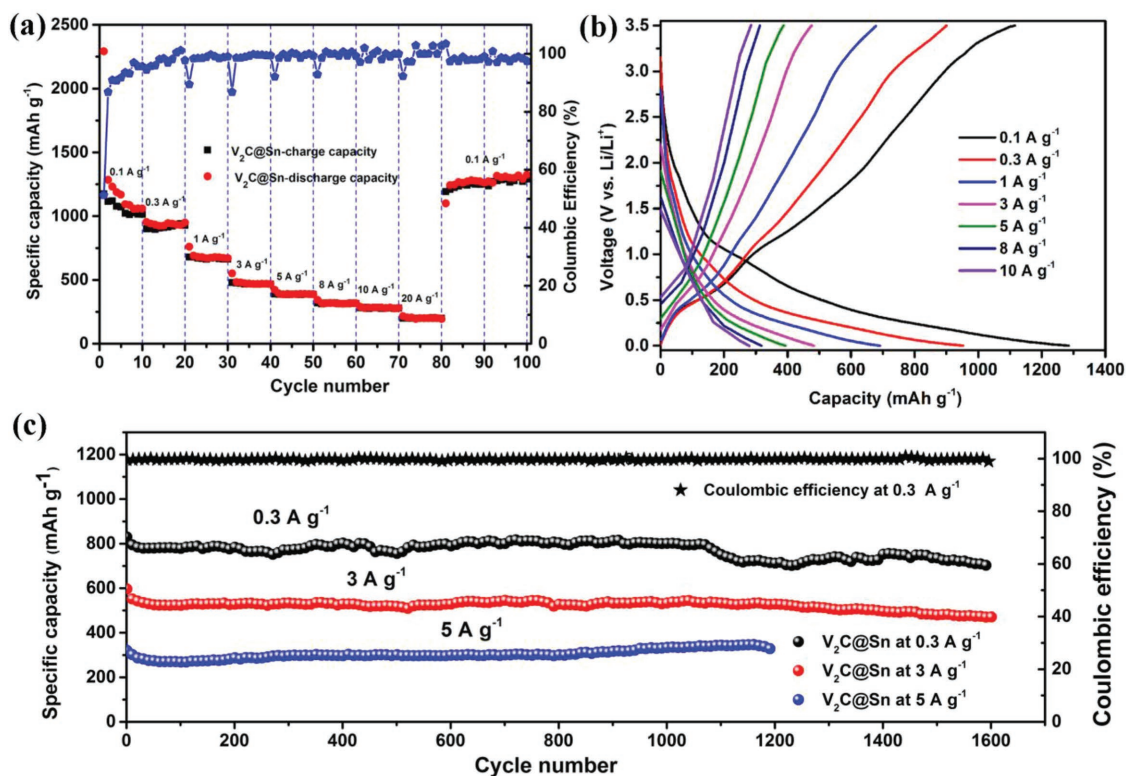 (a)
2500
2250
2000
1750
1500
1250
1000
750
500
250
0
Specific capacity (mAh g⁻¹)
0 10 20 30 40 50 60 70 80 90 100
Cycle number
100
80
60
40
20
0
Columbic Efficiency (%)
V₂C@Sn-charge capacity
V₂C@Sn-discharge capacity
0.1 A g⁻¹
0.3 A g⁻¹
1 A g⁻¹
3 A g⁻¹
5 A g⁻¹
8 A g⁻¹
10 A g⁻¹
20 A g⁻¹
0.1 A g⁻¹
(b)
3.5
3.0
2.5
2.0
1.5
1.0
0.5
0.0
Voltage (V vs. Li/Li⁺)
0 200 400 600 800 1000 1200 1400
Capacity (mAh g⁻¹)
0.1 A g⁻¹
0.3 A g⁻¹
1 A g⁻¹
3 A g⁻¹
5 A g⁻¹
8 A g⁻¹
10 A g⁻¹
(c)
1200
1000
800
600
400
200
0
Specific capacity (mAh g⁻¹)
0 200 400 600 800 1000 1200 1400 1600
Cycle number
100
80
60
40
20
0
Coulombic efficiency (%)
Coulombic efficiency at 0.3 A g⁻¹
0.3 A g⁻¹
3 A g⁻¹
5 A g⁻¹
V₂C@Sn at 0.3 A g⁻¹
V₂C@Sn at 3 A g⁻¹
V₂C@Sn at 5 A g⁻¹